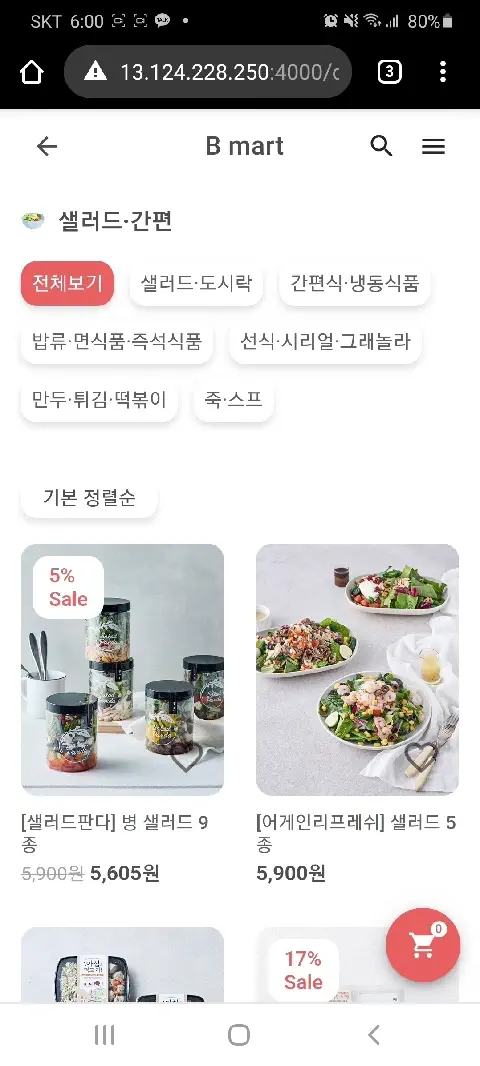 SKT 6:00 80%
13.124.228.250:4000/c
3
B mart
샐러드·간편
전체보기 샐러드·도시락 간편식·냉동식품
밥류·면식품·즉석식품 선식·시리얼·그래놀라
만두·튀김·떡볶이 죽·스프
기본 정렬순
5%
Sale
[샐러드판다] 병 샐러드 9
종
5,900원 5,605원
[어게인리프레쉬] 샐러드 5
종
5,900원
0
17%
Sale